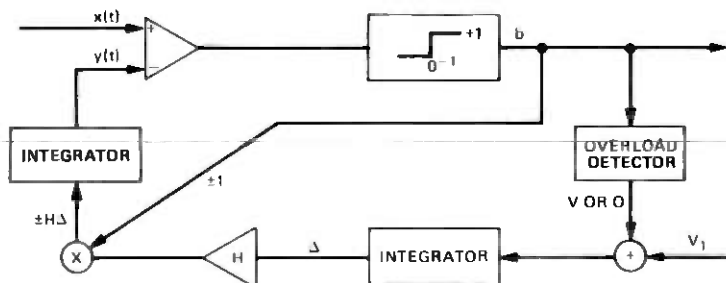 x(t)
+
+1
b
0
-1
y(t)
−
INTEGRATOR
OVERLOAD
DETECTOR
±1
V OR O
±HΔ
X
H
Δ
INTEGRATOR
+
V1